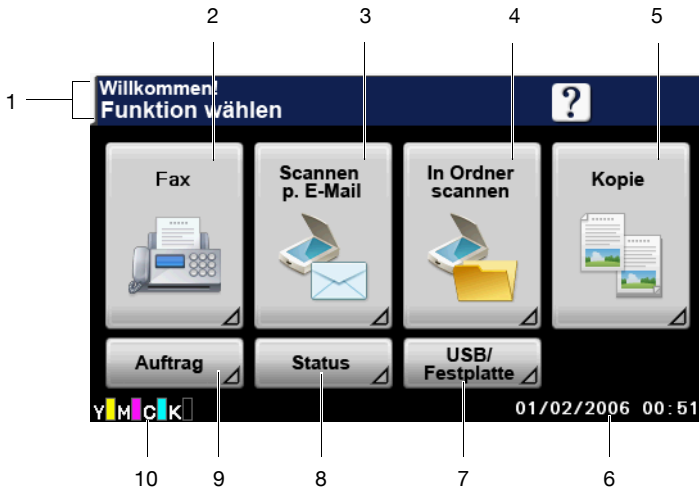 2 3 4 5
1
Willkommen!
Funktion wählen
?
Fax
Scannen
p. E-Mail
In Ordner
scannen
Kopie
Auftrag
Status
USB/
Festplatte
Y M C K
01/02/2006 00:51
10 9 8 7 6